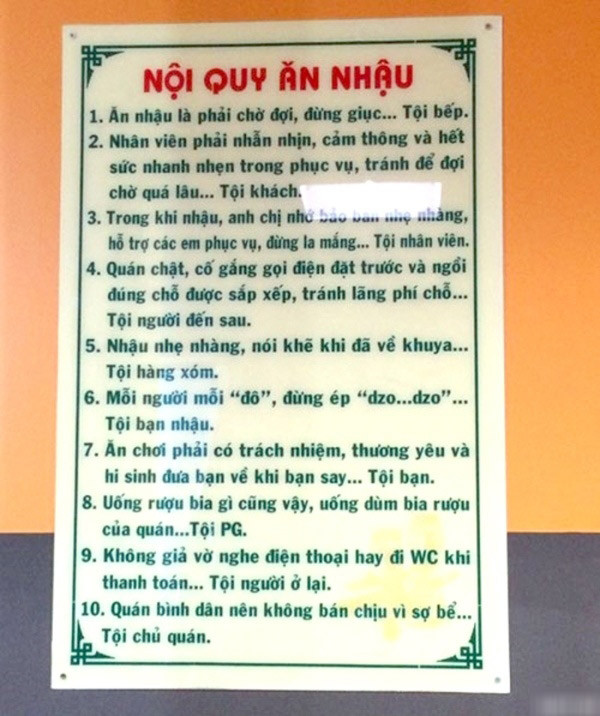 NỘI QUY ĂN NHẬU
1. Ăn nhậu là phải chờ đợi, đừng giục... Tội bếp.
2. Nhân viên phải nhẫn nhịn, cảm thông và hết
sức nhanh nhẹn trong phục vụ, tránh để đợi
chờ quá lâu... Tội khách.
3. Trong khi nhậu, anh chị nhớ bảo ban nhẹ nhàng,
hỗ trợ các em phục vụ, đừng la mắng... Tội nhân viên.
4. Quán chật, cố gắng gọi điện đặt trước và ngồi
đúng chỗ được sắp xếp, tránh lãng phí chỗ...
Tội người đến sau.
5. Nhậu nhẹ nhàng, nói khẽ khi đã về khuya...
Tội hàng xóm.
6. Mỗi người mỗi “đô”, đừng ép “dzo...dzo”...
Tội bạn nhậu.
7. Ăn chơi phải có trách nhiệm, thương yêu và
hi sinh đưa bạn về khi bạn say... Tội bạn.
8. Uống rượu bia gì cũng vậy, uống dùm bia rượu
của quán...Tội PG.
9. Không giả vờ nghe điện thoại hay đi WC khi
thanh toán... Tội người ở lại.
10. Quán bình dân nên không bán chịu vì sợ bể...
Tội chủ quán.